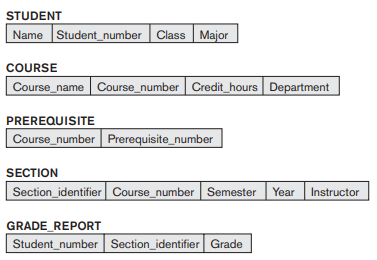 STUDENT
Name Student_number Class Major
COURSE
Course_name Course_number Credit_hours Department
PREREQUISITE
Course_number Prerequisite_number
SECTION
Section_identifier Course_number Semester Year Instructor
GRADE_REPORT
Student_number Section_identifier Grade